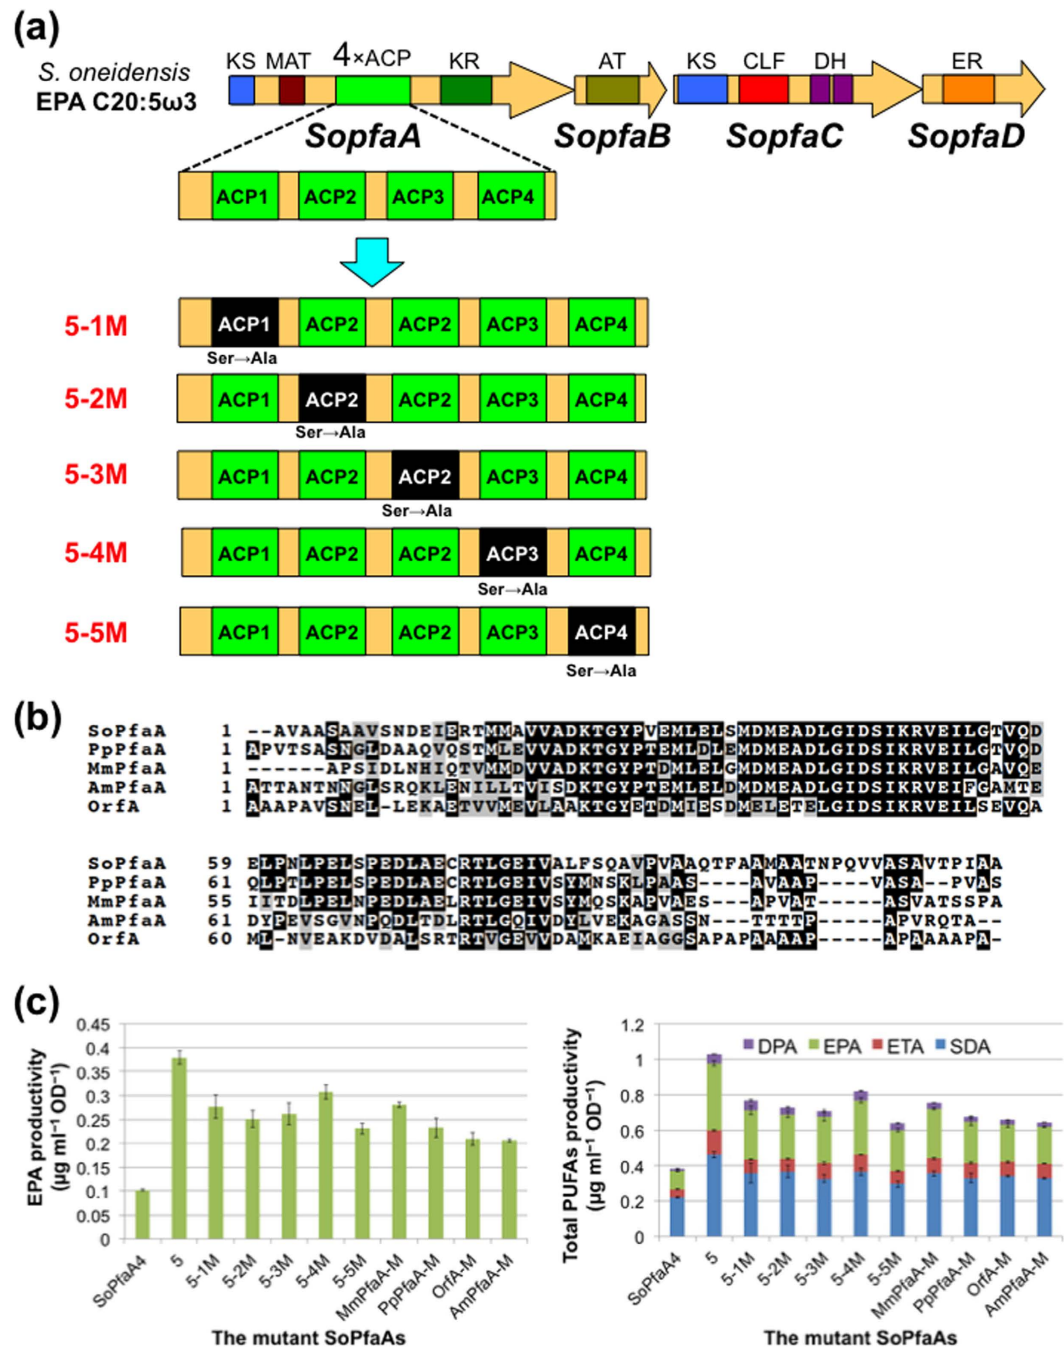 (a)
KS MAT 4×ACP KR AT KS CLF DH ER
S. oneidensis
EPA C20:5ω3
SopfaA SopfaB SopfaC SopfaD
ACP1 ACP2 ACP3 ACP4
5-1M ACP1 ACP2 ACP2 ACP3 ACP4
Ser→Ala
5-2M ACP1 ACP2 ACP2 ACP3 ACP4
Ser→Ala
5-3M ACP1 ACP2 ACP2 ACP3 ACP4
Ser→Ala
5-4M ACP1 ACP2 ACP2 ACP3 ACP4
Ser→Ala
5-5M ACP1 ACP2 ACP2 ACP3 ACP4
Ser→Ala
(b)
SoPfaA 1 --AVAASAAVSNDEIERTMMAVVADKTGYPVEMLELSMDMEADLGIDSIKRVEILGTVQD
PpPfaA 1 APVTSASNGLDAAQVQSTMLEVVADKTGYPTEMLDLEMDMEADLGIDSIKRVEILGTVQD
MmPfaA 1 ------APSIDLNHIQTVMMDVVADKTGYPTDMLELGMDMEADLGIDSIKRVEILGAVQE
AmPfaA 1 ATTANTNNGLSRQKLENILLTVISDKTGYPTEMLELDMDMEADLGIDSIKRVEIFGAMTE
OrfA 1 AAAPAVSNEL-LEKAETVVMEVLAAKTGYETDMIESDMELETELGIDSIKRVEILSEVQA
SoPfaA 59 ELPNLPELSPEDLAECRTLGEIVALFSQAVPVAAQTFAAMAATNPQVVASAVTPIAA
PpPfaA 61 QLPTLPELSPEDLAECRTLGEIVSYMNSKLPAAS----AVAAP----VASA--PVAS
MmPfaA 55 IITDLPELNPEDLAECRTLGEIVSYMQSKAPVAES----APVAT-----ASVATSSPA
AmPfaA 61 DYPEVSGVNPQDLTDLRTLGQIVDYLVEKAGASSN----TTTTP-----APVRQTA--
OrfA 60 ML-NVEAKDVDALSRTRTVGEVVDAMKAEIAGGSAPAPAAAAP-----APAAAAPA-
(c)
EPA productivity
(µg ml⁻¹ OD⁻¹)
0.45
0.4
0.35
0.3
0.25
0.2
0.15
0.1
0.05
0
SoPfaA4 5 5-1M 5-2M 5-3M 5-4M 5-5M MmPfaA-M PpPfaA-M OrfA-M AmPfaA-M
The mutant SoPfaAs
Total PUFAs productivity
(µg ml⁻¹ OD⁻¹)
DPA EPA ETA SDA
1.2
1
0.8
0.6
0.4
0.2
0
SoPfaA4 5 5-1M 5-2M 5-3M 5-4M 5-5M MmPfaA-M PpPfaA-M OrfA-M AmPfaA-M
The mutant SoPfaAs